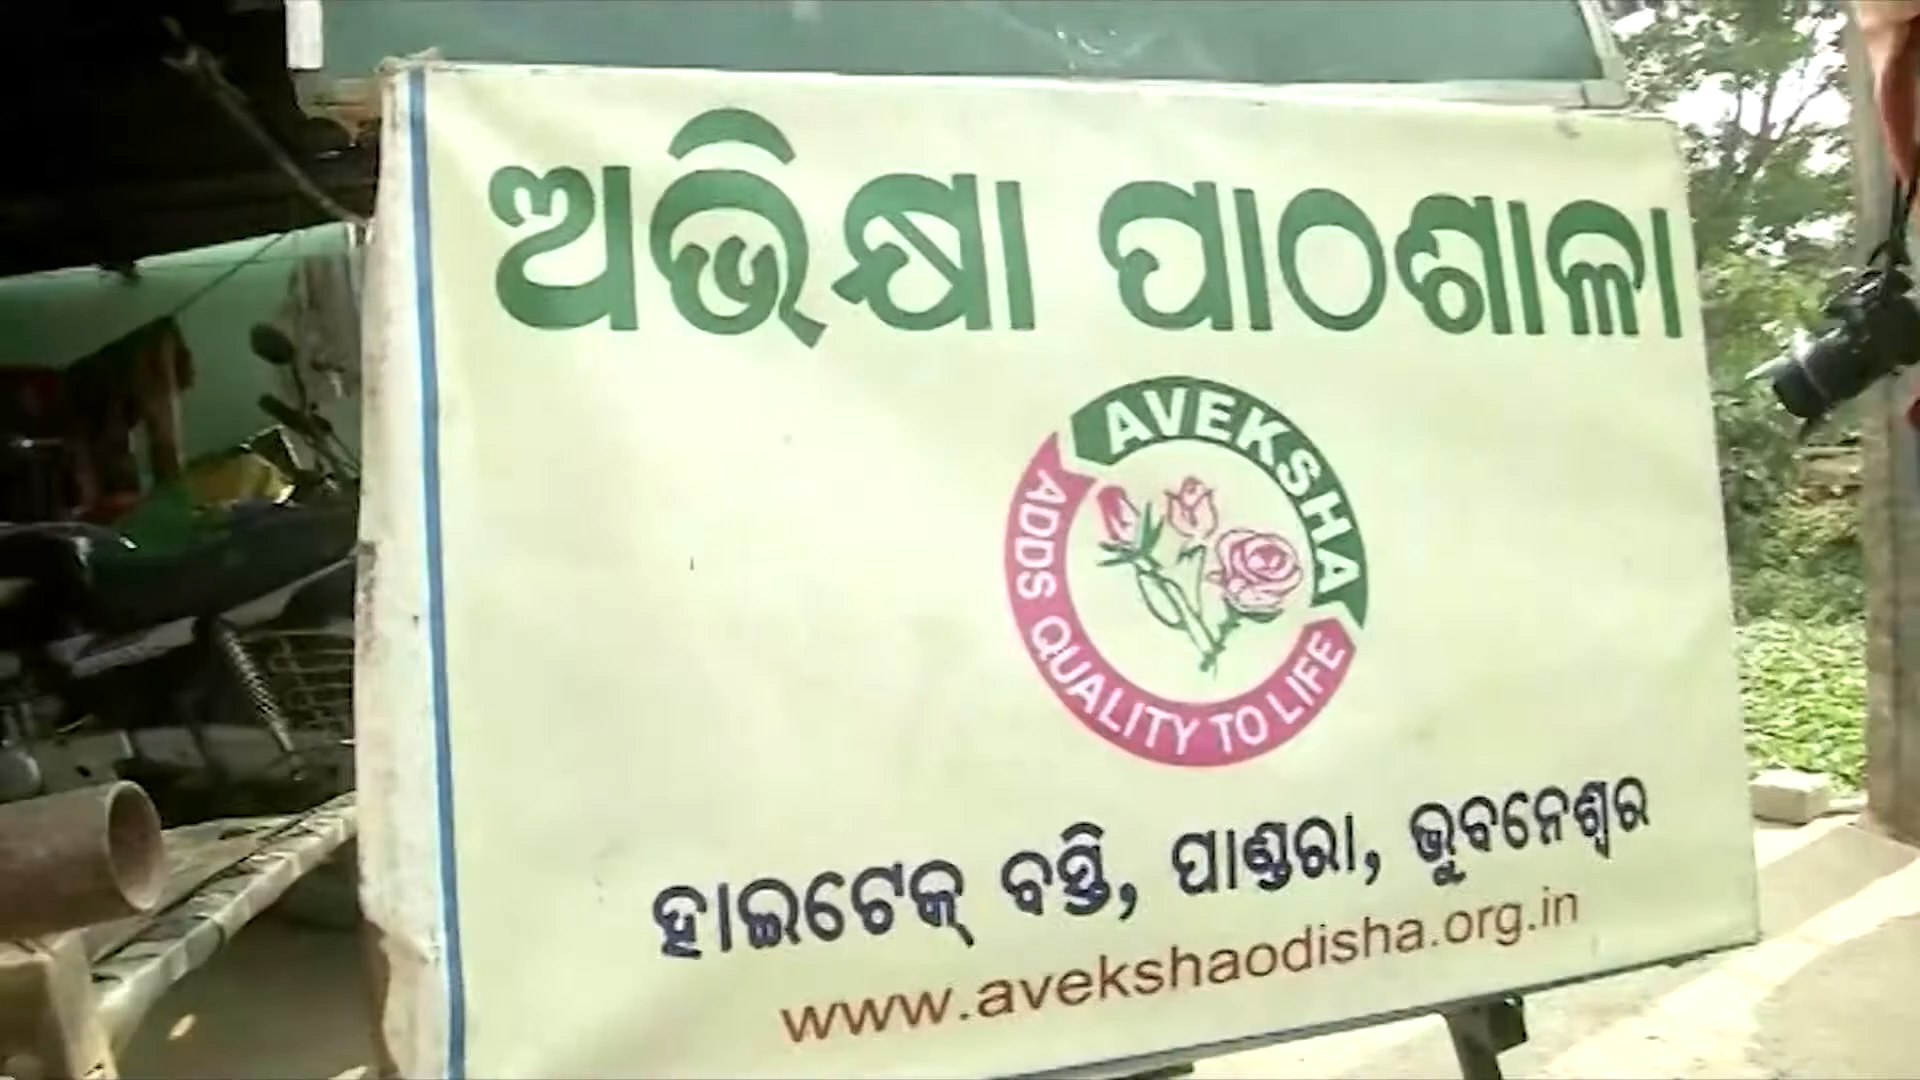 ଅଭିକ୍ଷା ପାଠଶାଳା
AVEKSHA
ADDS QUALITY TO LIFE
ହାଇଟେକ୍ ବସ୍ତି, ପାଣ୍ଡରା, ଭୁବନେଶ୍ୱର
www.avekshaodisha.org.in